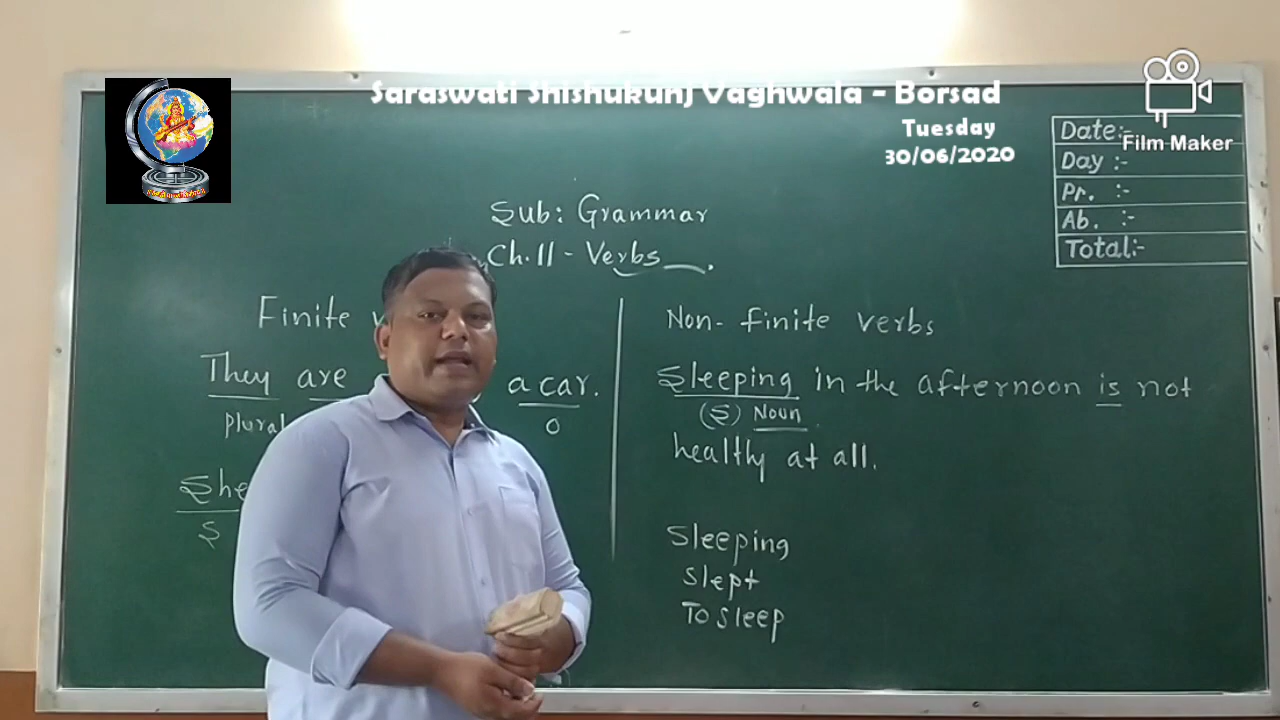 Saraswati Shishukunj Vaghwala - Borsad
Tuesday
30/06/2020
Film Maker
Date:-
Day :-
Pr. :-
Ab. :-
Total:-
Sub: Grammar
Ch.11 - Verbs
Finite
They are a car.
plural O
She
S
Non-finite verbs
Sleeping in the afternoon is not
(S) Noun
healthy at all.
Sleeping
Slept
To sleep